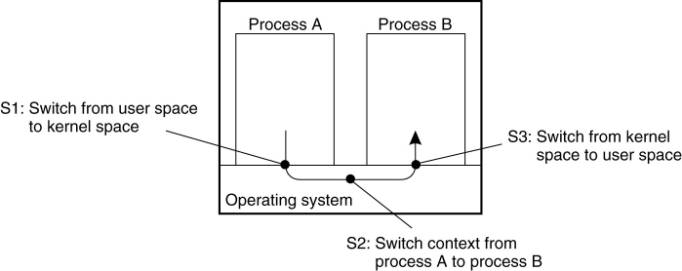 Process A
Process B
S1: Switch from user space
to kernel space
S3: Switch from kernel
space to user space
Operating system
S2: Switch context from
process A to process B